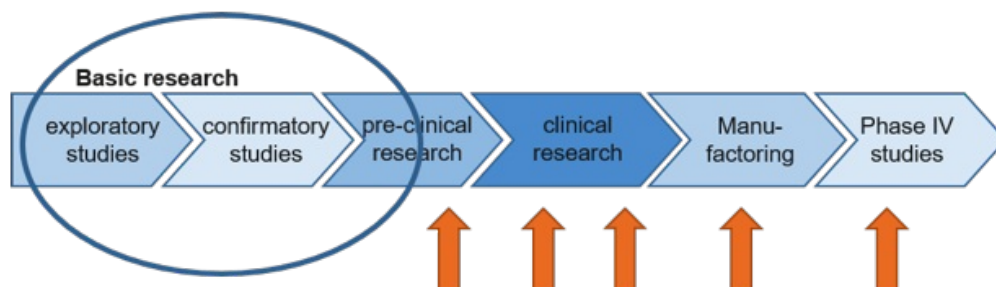 Basic research
exploratory
studies
confirmatory
studies
pre-clinical
research
clinical
research
Manu-
factoring
Phase IV
studies